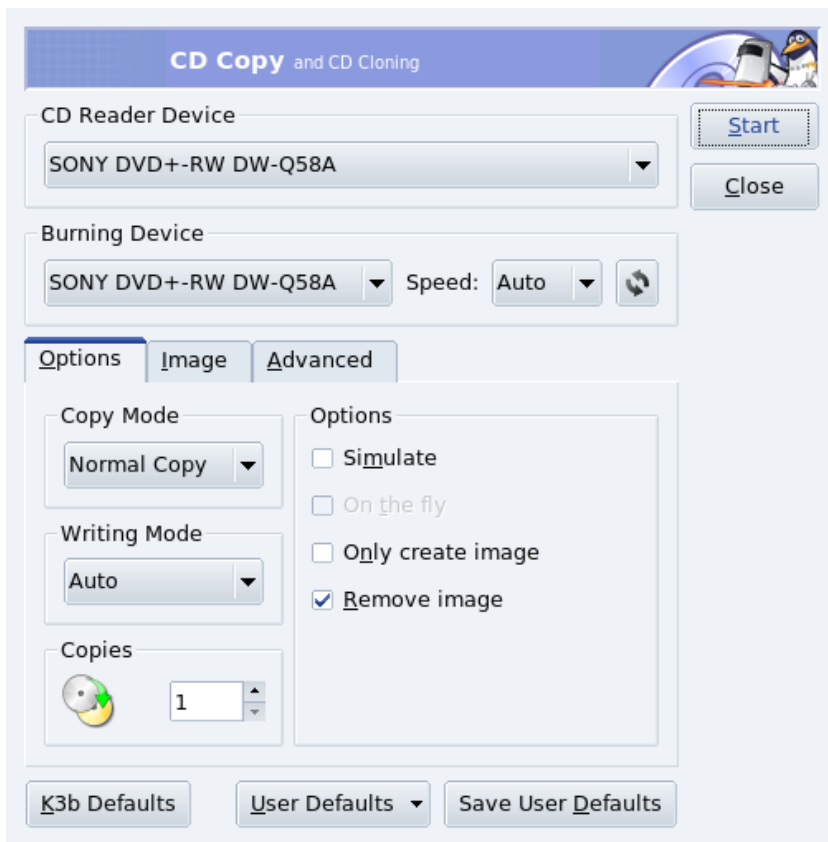 CD Copy and CD Cloning
CD Reader Device
Start
SONY DVD+-RW DW-Q58A
Close
Burning Device
SONY DVD+-RW DW-Q58A Speed: Auto
Options Image Advanced
Copy Mode Options
Normal Copy Simulate
On the fly
Writing Mode Only create image
Auto Remove image
Copies
1
K3b Defaults User Defaults Save User Defaults